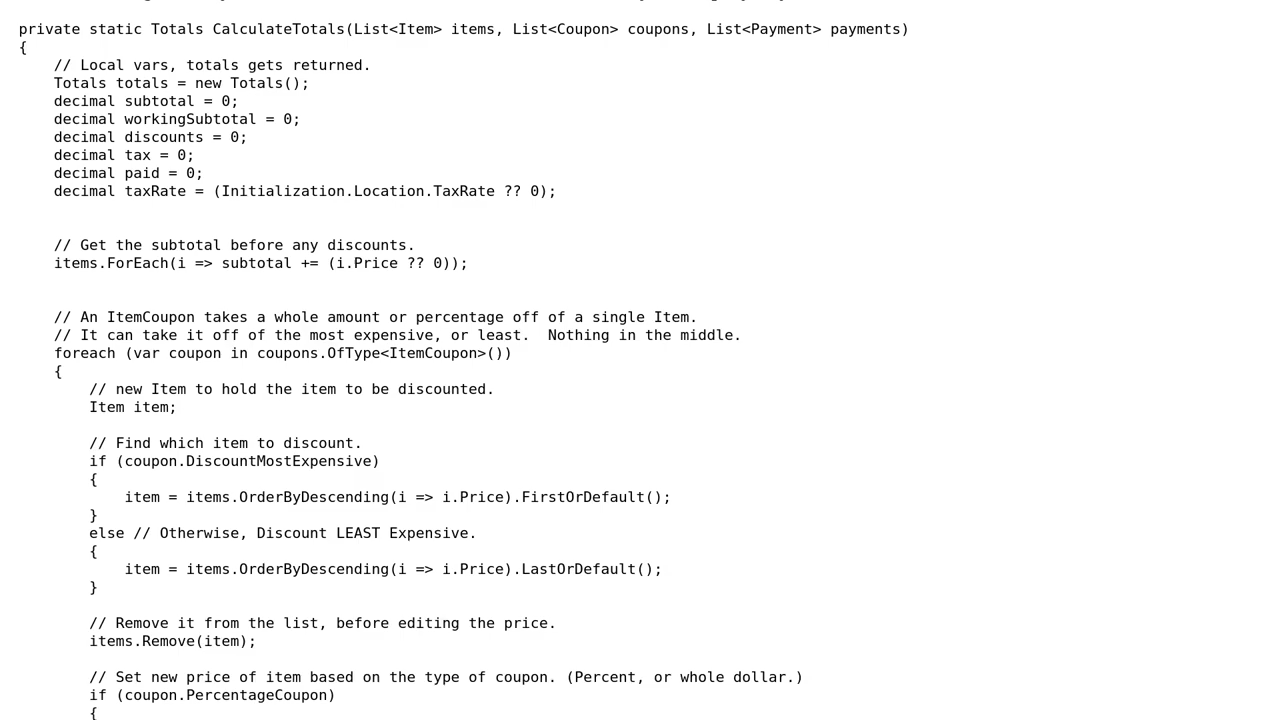 private static Totals CalculateTotals(List<Item> items, List<Coupon> coupons, List<Payment> payments)
{
    // Local vars, totals gets returned.
    Totals totals = new Totals();
    decimal subtotal = 0;
    decimal workingSubtotal = 0;
    decimal discounts = 0;
    decimal tax = 0;
    decimal paid = 0;
    decimal taxRate = (Initialization.Location.TaxRate ?? 0);


    // Get the subtotal before any discounts.
    items.ForEach(i => subtotal += (i.Price ?? 0));


    // An ItemCoupon takes a whole amount or percentage off of a single Item.
    // It can take it off of the most expensive, or least.  Nothing in the middle.
    foreach (var coupon in coupons.OfType<ItemCoupon>())
    {
        // new Item to hold the item to be discounted.
        Item item;

        // Find which item to discount.
        if (coupon.DiscountMostExpensive)
        {
            item = items.OrderByDescending(i => i.Price).FirstOrDefault();
        }
        else // Otherwise, Discount LEAST Expensive.
        {
            item = items.OrderByDescending(i => i.Price).LastOrDefault();
        }

        // Remove it from the list, before editing the price.
        items.Remove(item);

        // Set new price of item based on the type of coupon. (Percent, or whole dollar.)
        if (coupon.PercentageCoupon)
        {